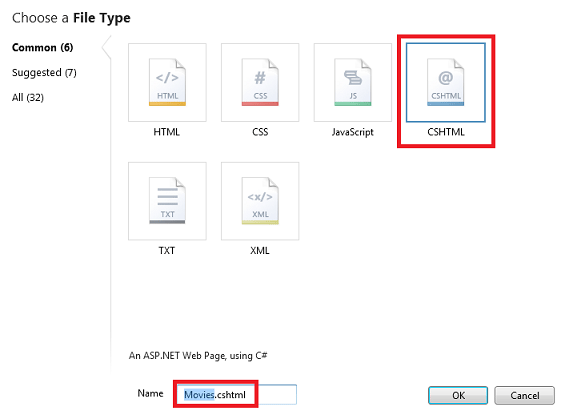 Choose a File Type
Common (6)
Suggested (7)
All (32)
</> # JS @
HTML CSS JS CSHTML
HTML CSS JavaScript CSHTML
TXT <x/> XML
TXT XML
An ASP.NET Web Page, using C#
Name Movies.cshtml OK Cancel